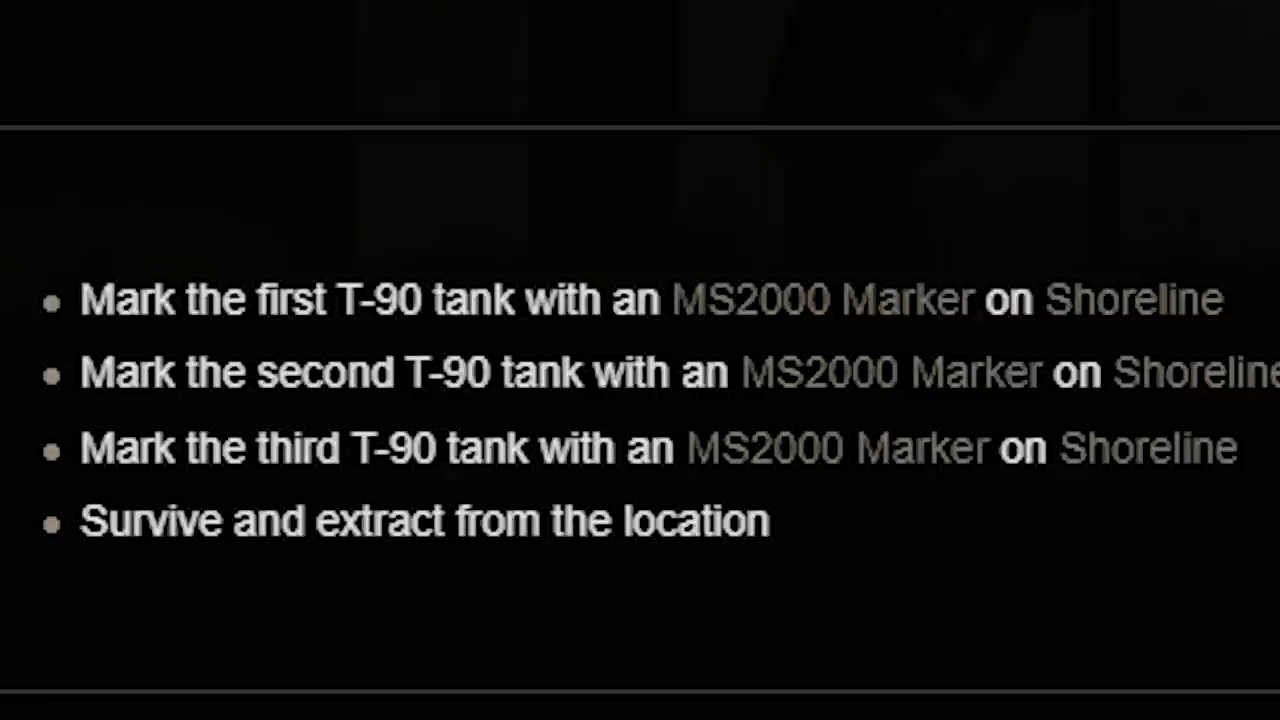 Mark the first T-90 tank with an MS2000 Marker on Shoreline
Mark the second T-90 tank with an MS2000 Marker on Shoreline
Mark the third T-90 tank with an MS2000 Marker on Shoreline
Survive and extract from the location